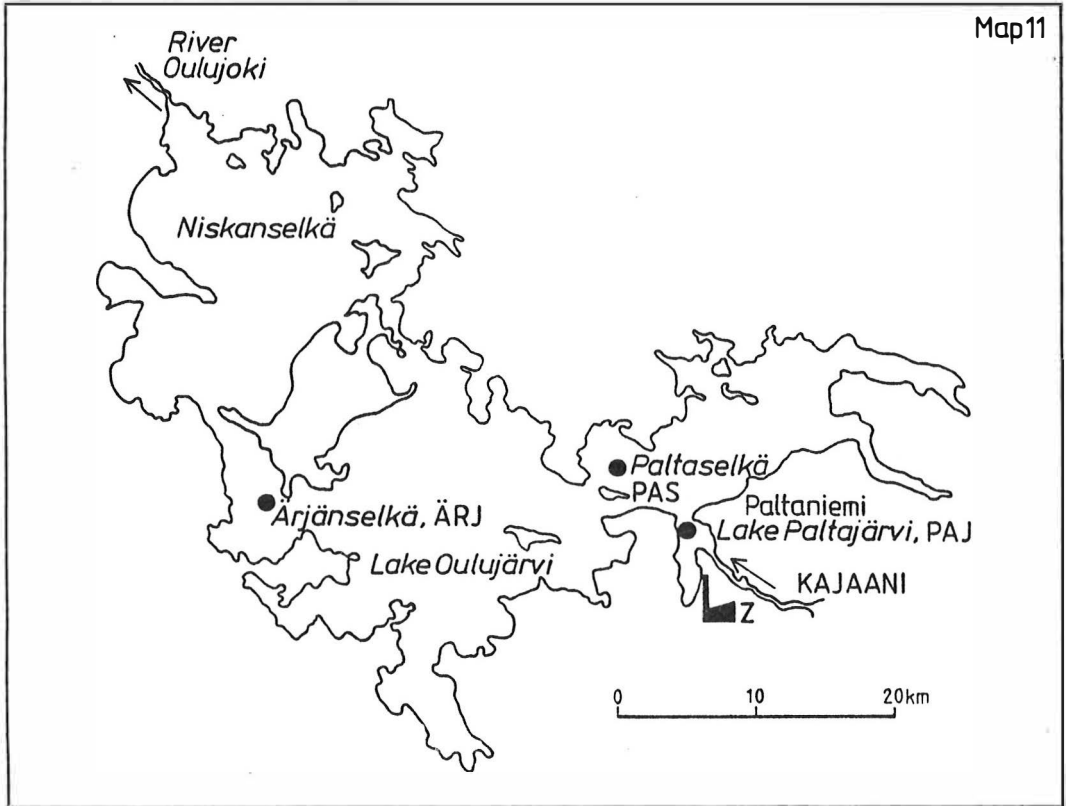 Map 11
River
Oulujoki
Niskanselkä
Paltaselkä
PAS
Ärjänselkä, ÄRJ
Paltaniemi
Lake Paltajärvi, PAJ
Lake Oulujärvi
KAJAANI
Z
0 10 20km